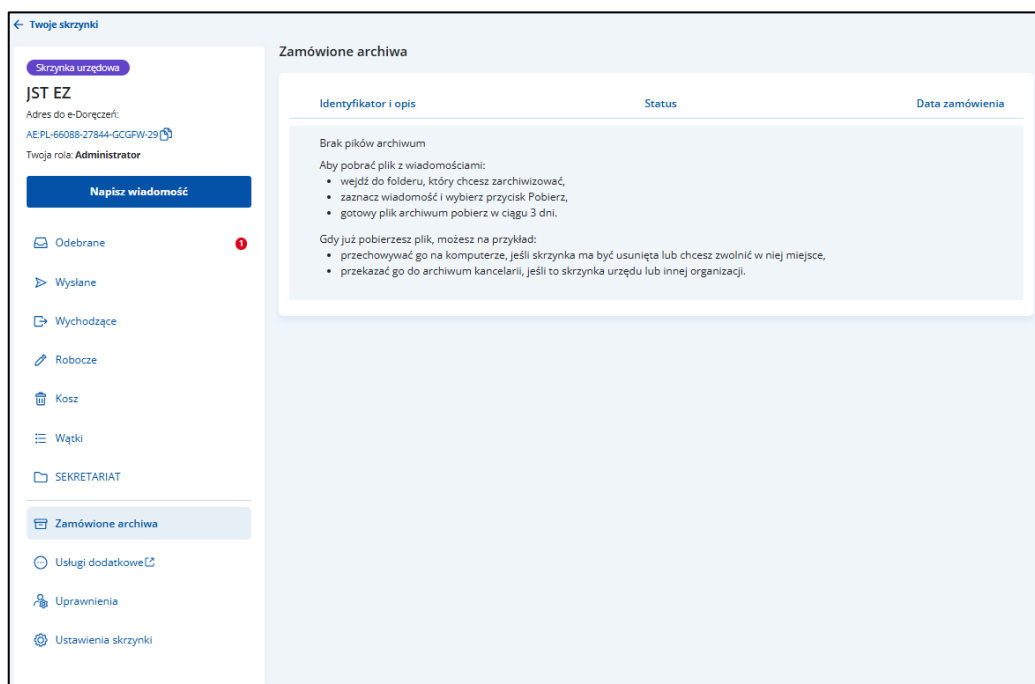 ← Twoje skrzynki
Skrzynka urzędowa
JST EZ
Adres do e-Doręczeń:
AE:PL-66088-27844-GCGFW-29
Twoja rola: Administrator
Napisz wiadomość
Odebrane 1
Wysłane
Wychodzące
Robocze
Kosz
Wątki
SEKRETARIAT
Zamówione archiwa
Usługi dodatkowe
Uprawnienia
Ustawienia skrzynki
Zamówione archiwa
Identyfikator i opis Status Data zamówienia
Brak pików archiwum
Aby pobrać plik z wiadomościami:
• wejdź do folderu, który chcesz zarchiwizować,
• zaznacz wiadomość i wybierz przycisk Pobierz,
• gotowy plik archiwum pobierz w ciągu 3 dni.
Gdy już pobierzesz plik, możesz na przykład:
• przechowywać go na komputerze, jeśli skrzynka ma być usunięta lub chcesz zwolnić w niej miejsce,
• przekazać go do archiwum kancelarii, jeśli to skrzynka urzędu lub innej organizacji.